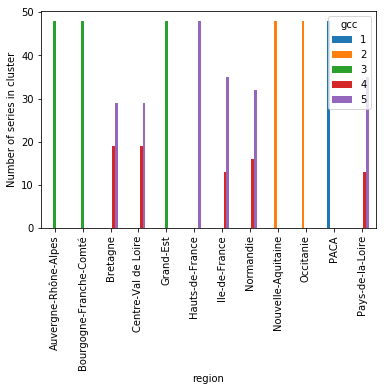 gcc
1
2
3
4
5
Number of series in cluster
50
40
30
20
10
0
Auvergne-Rhône-Alpes
Bourgogne-Franche-Comté
Bretagne
Centre-Val de Loire
Grand-Est
Hauts-de-France
Ile-de-France
Normandie
Nouvelle-Aquitaine
Occitanie
PACA
Pays-de-la-Loire
region